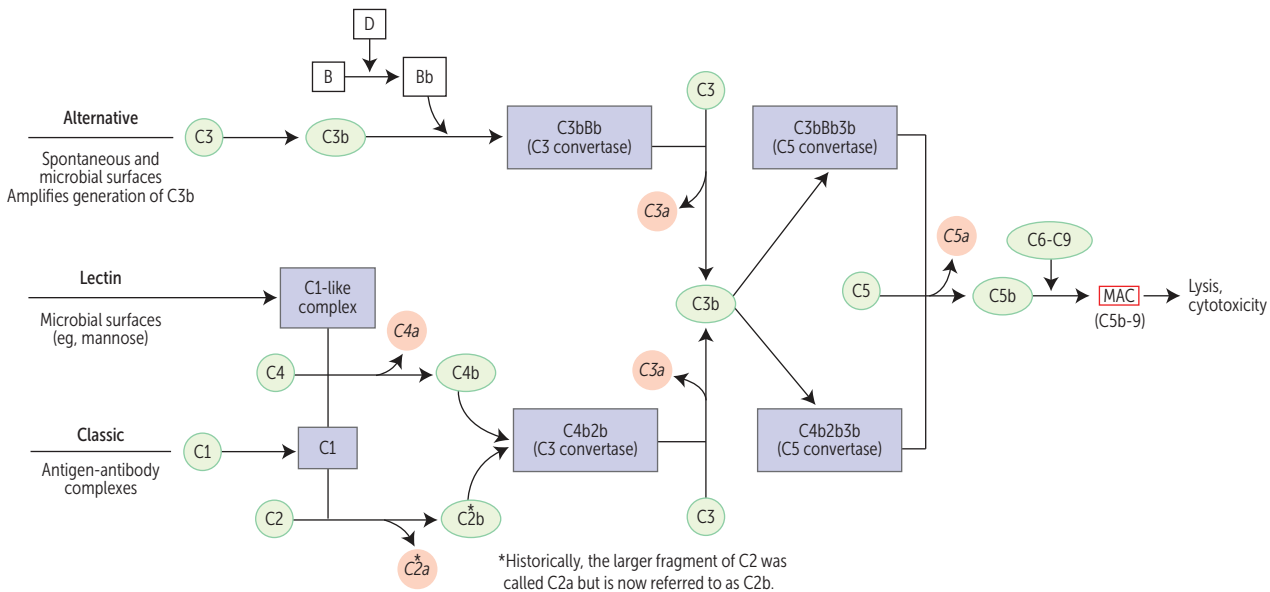 D
B
Bb
Alternative
C3
C3b
C3bBb
(C3 convertase)
C3
C3bBb3b
(C5 convertase)
Spontaneous and
microbial surfaces
Amplifies generation of C3b
C3a
C5a
C6-C9
Lectin
C1-like
complex
Microbial surfaces
(eg, mannose)
C3b
C5
C5b
MAC
(C5b-9)
Lysis,
cytotoxicity
C4a
C4
C4b
C3a
Classic
C1
C1
Antigen-antibody
complexes
C4b2b
(C3 convertase)
C4b2b3b
(C5 convertase)
C2
C2b*
C3
C2a*
*Historically, the larger fragment of C2 was
called C2a but is now referred to as C2b.